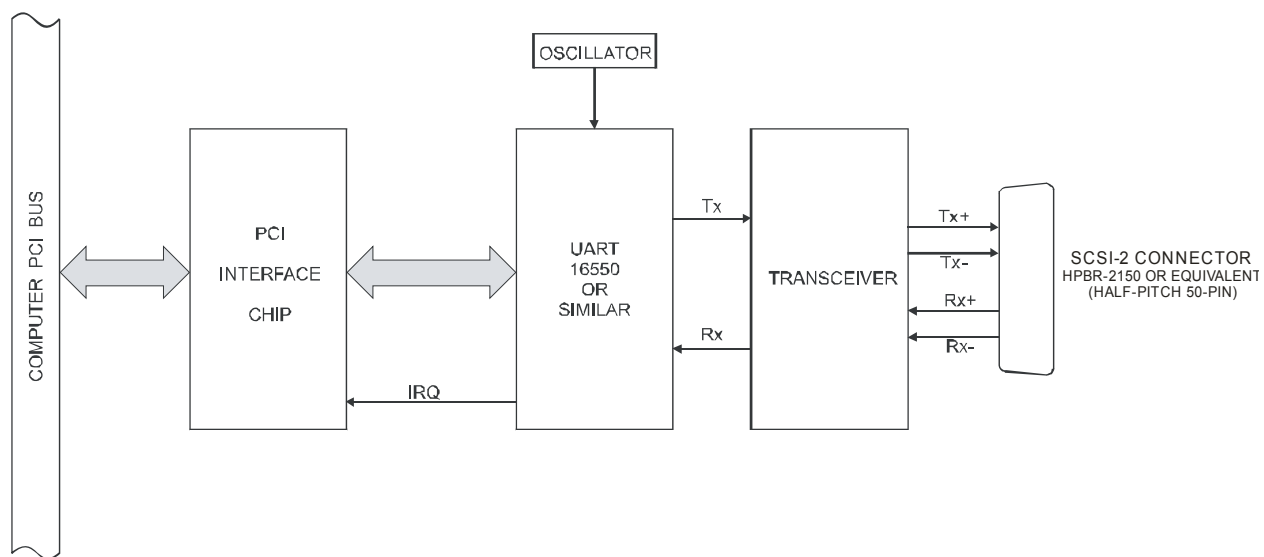 COMPUTER PCI BUS
PCI
INTERFACE
CHIP
IRQ
OSCILLATOR
UART
16550
OR
SIMILAR
Tx
Rx
TRANSCEIVER
Tx+
Tx-
Rx+
Rx-
SCSI-2 CONNECTOR
HPBR-2150 OR EQUIVALENT
(HALF-PITCH 50-PIN)